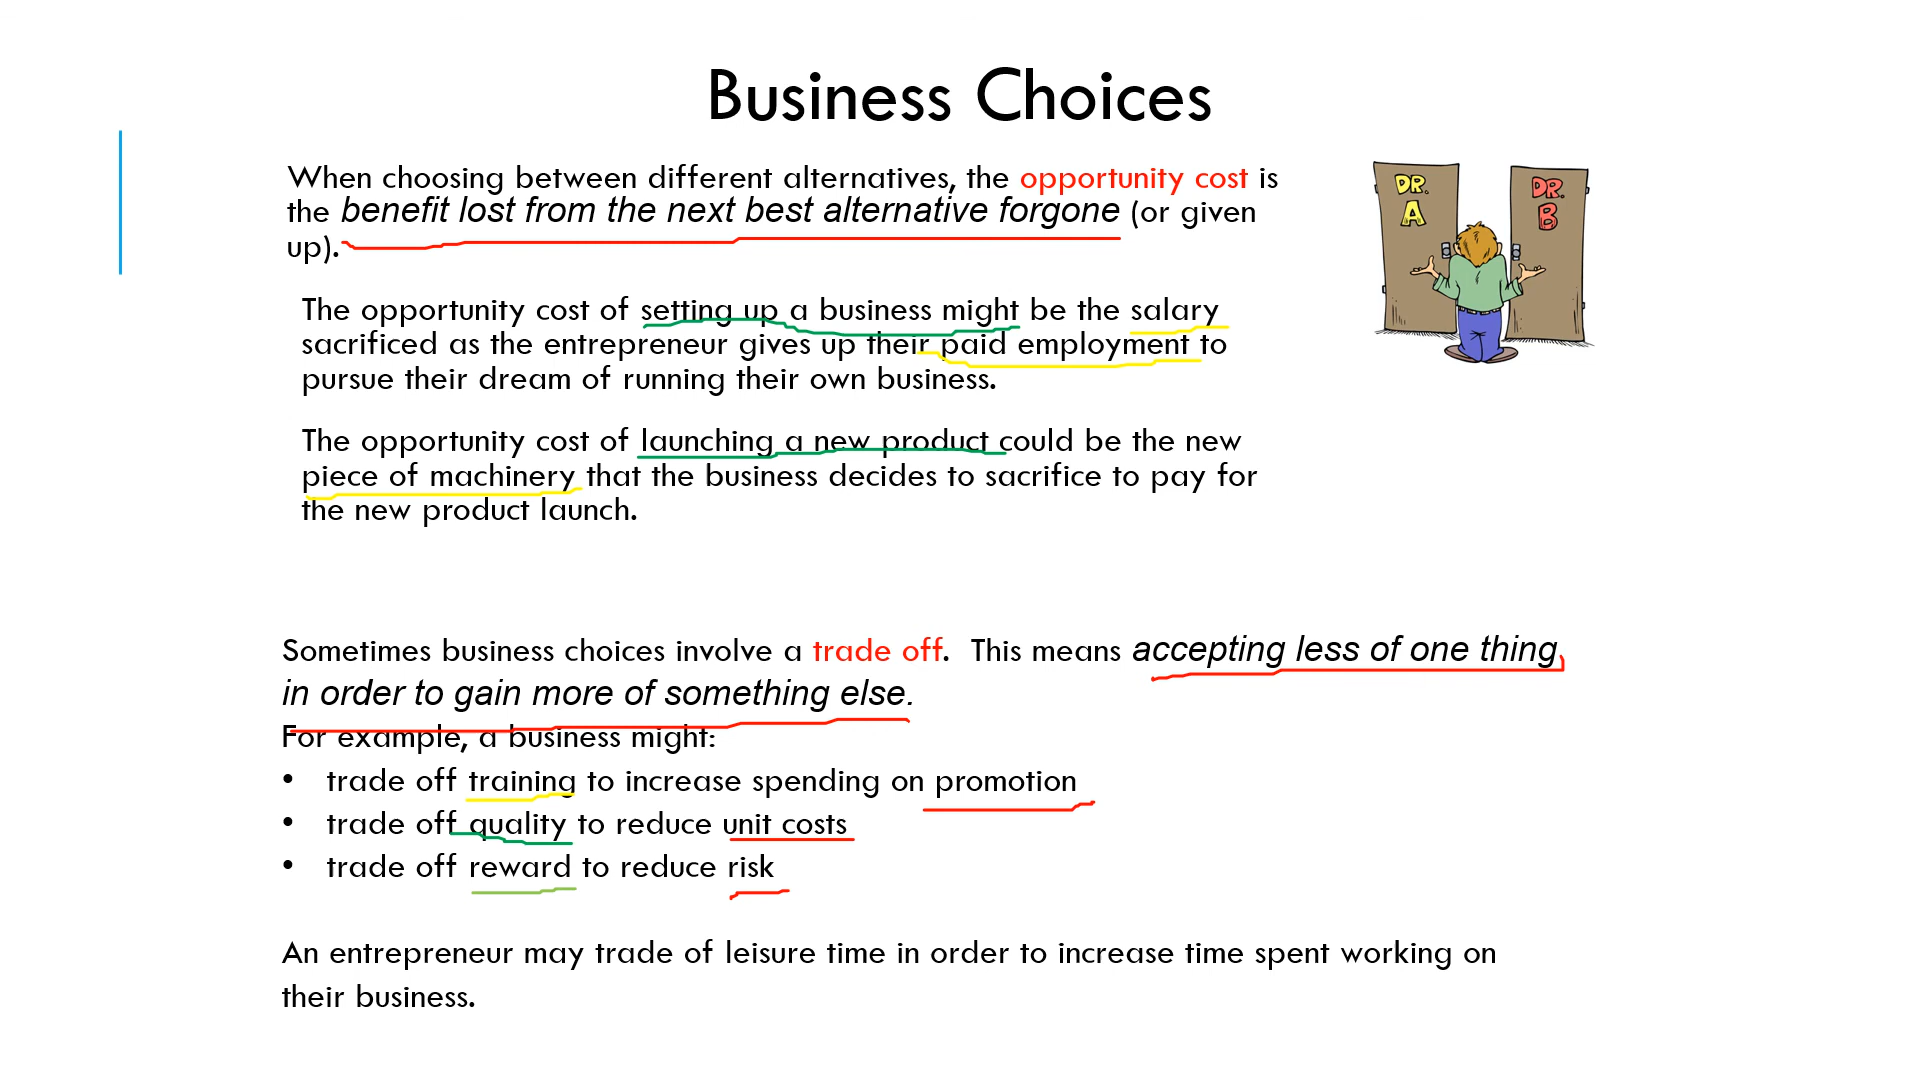 Business Choices
When choosing between different alternatives, the opportunity cost is
the benefit lost from the next best alternative forgone (or given
up).
DR.
A
DR.
B
The opportunity cost of setting up a business might be the salary
sacrificed as the entrepreneur gives up their paid employment to
pursue their dream of running their own business.
The opportunity cost of launching a new product could be the new
piece of machinery that the business decides to sacrifice to pay for
the new product launch.
Sometimes business choices involve a trade off.  This means accepting less of one thing
in order to gain more of something else.
For example, a business might:
• trade off training to increase spending on promotion
• trade off quality to reduce unit costs
• trade off reward to reduce risk
An entrepreneur may trade of leisure time in order to increase time spent working on
their business.